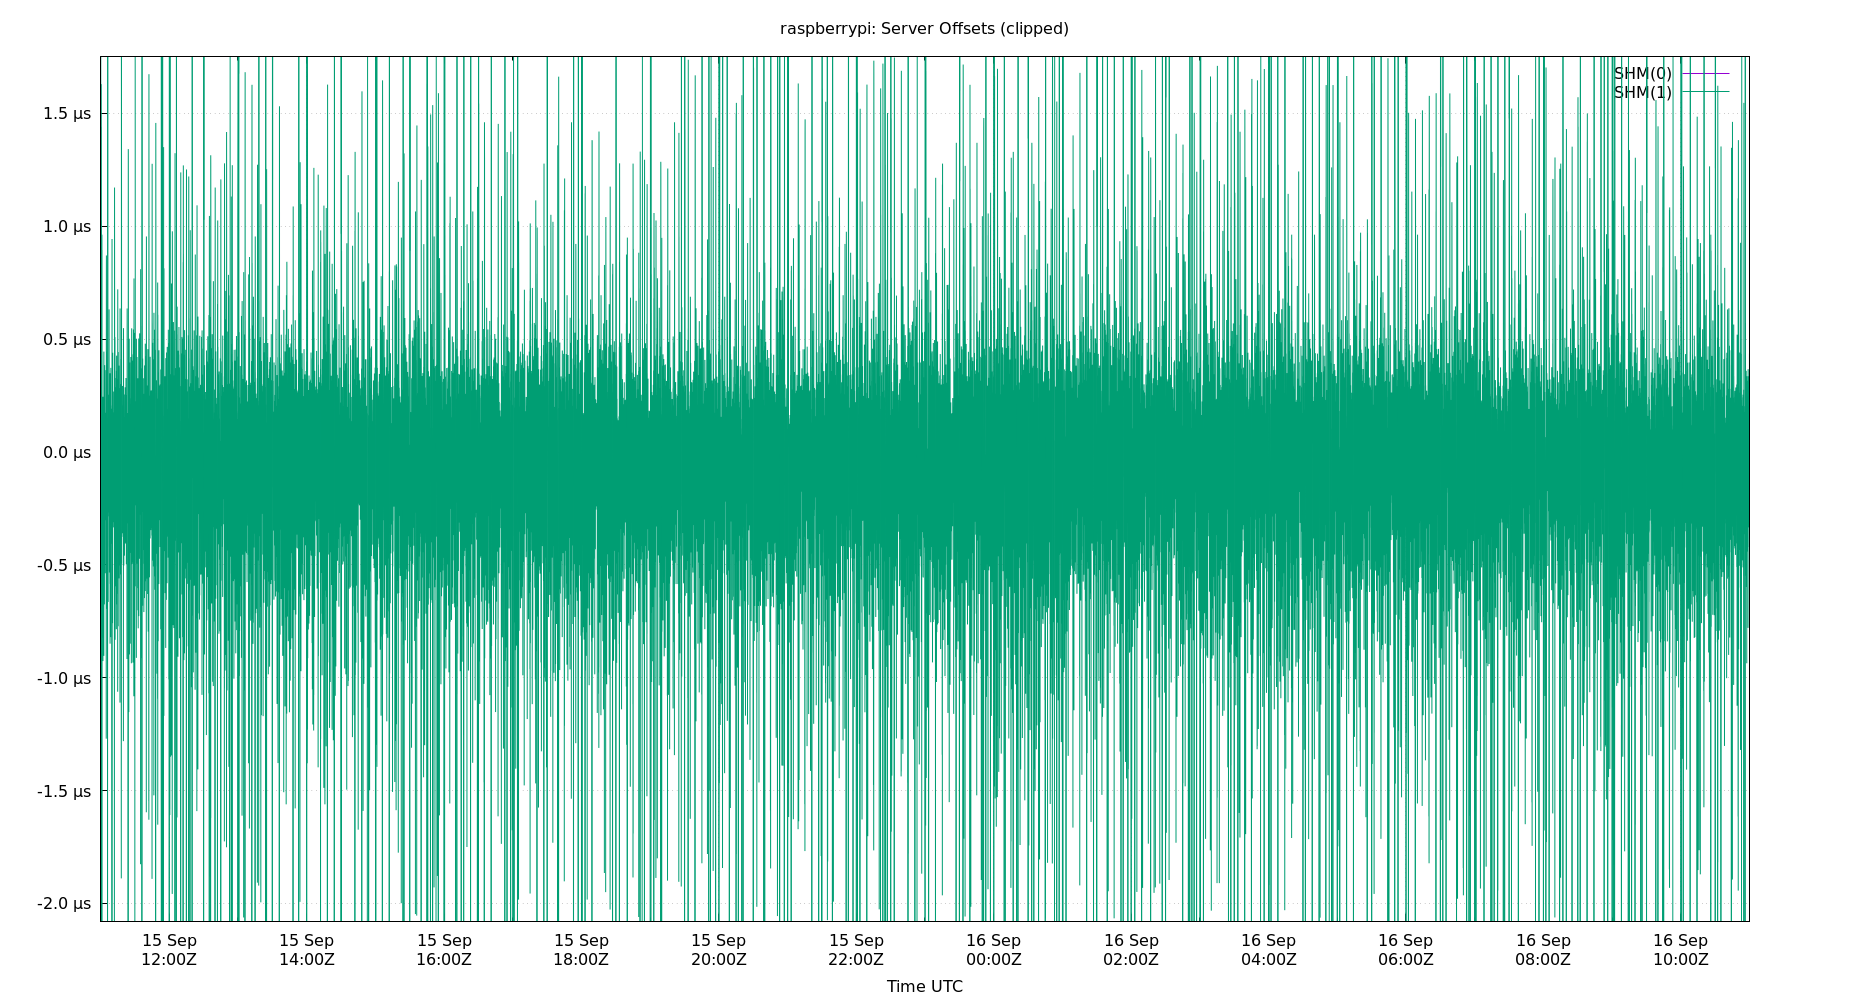 raspberrypi: Server Offsets (clipped)
SHM(0)
SHM(1)
1.5 µs
1.0 µs
0.5 µs
0.0 µs
-0.5 µs
-1.0 µs
-1.5 µs
-2.0 µs
15 Sep 15 Sep 15 Sep 15 Sep 15 Sep 15 Sep 16 Sep 16 Sep 16 Sep 16 Sep 16 Sep 16 Sep
12:00Z 14:00Z 16:00Z 18:00Z 20:00Z 22:00Z 00:00Z 02:00Z 04:00Z 06:00Z 08:00Z 10:00Z
Time UTC